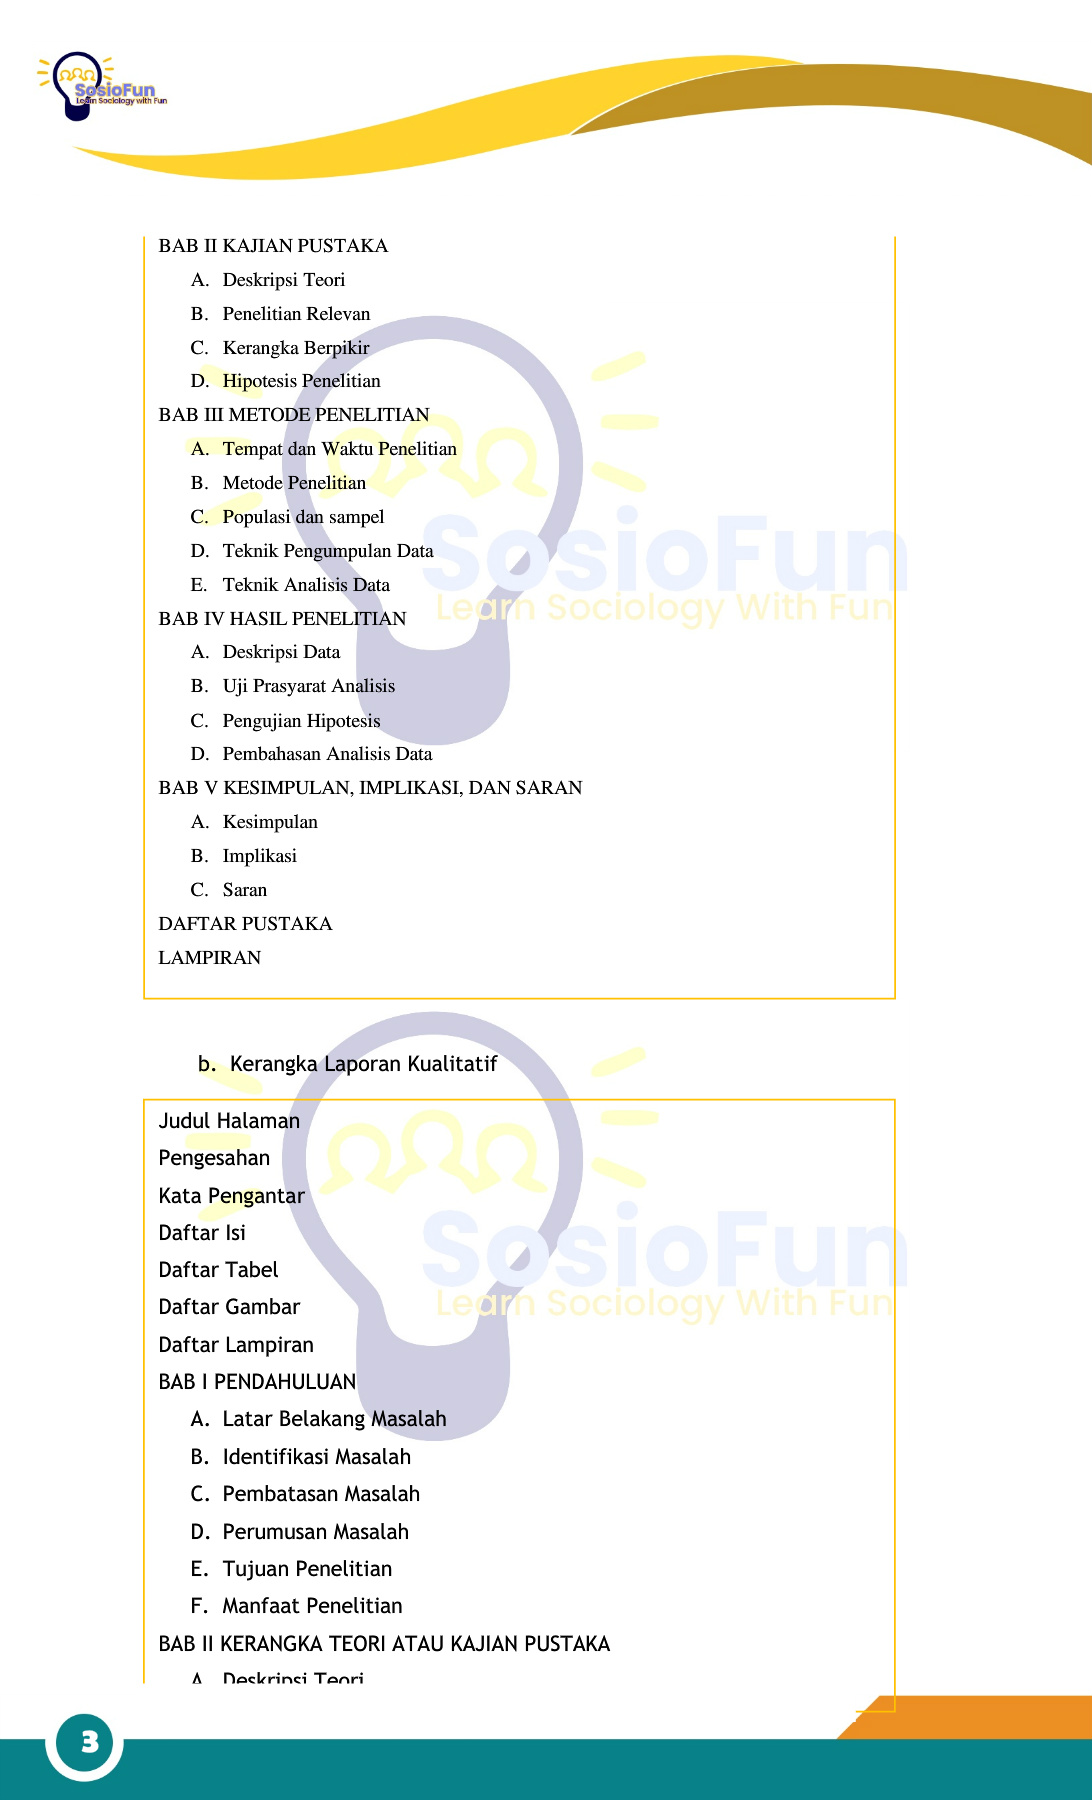 SosioFun
Learn Sociology with Fun
BAB II KAJIAN PUSTAKA
A. Deskripsi Teori
B. Penelitian Relevan
C. Kerangka Berpikir
D. Hipotesis Penelitian
BAB III METODE PENELITIAN
A. Tempat dan Waktu Penelitian
B. Metode Penelitian
C. Populasi dan sampel
D. Teknik Pengumpulan Data
E. Teknik Analisis Data
SosioFun
Learn Sociology With Fun
BAB IV HASIL PENELITIAN
A. Deskripsi Data
B. Uji Prasyarat Analisis
C. Pengujian Hipotesis
D. Pembahasan Analisis Data
BAB V KESIMPULAN, IMPLIKASI, DAN SARAN
A. Kesimpulan
B. Implikasi
C. Saran
DAFTAR PUSTAKA
LAMPIRAN
b. Kerangka Laporan Kualitatif
Judul Halaman
Pengesahan
Kata Pengantar
Daftar Isi
Daftar Tabel
SosioFun
Learn Sociology With Fun
Daftar Gambar
Daftar Lampiran
BAB I PENDAHULUAN
A. Latar Belakang Masalah
B. Identifikasi Masalah
C. Pembatasan Masalah
D. Perumusan Masalah
E. Tujuan Penelitian
F. Manfaat Penelitian
BAB II KERANGKA TEORI ATAU KAJIAN PUSTAKA
A. Deskripsi Teori
3